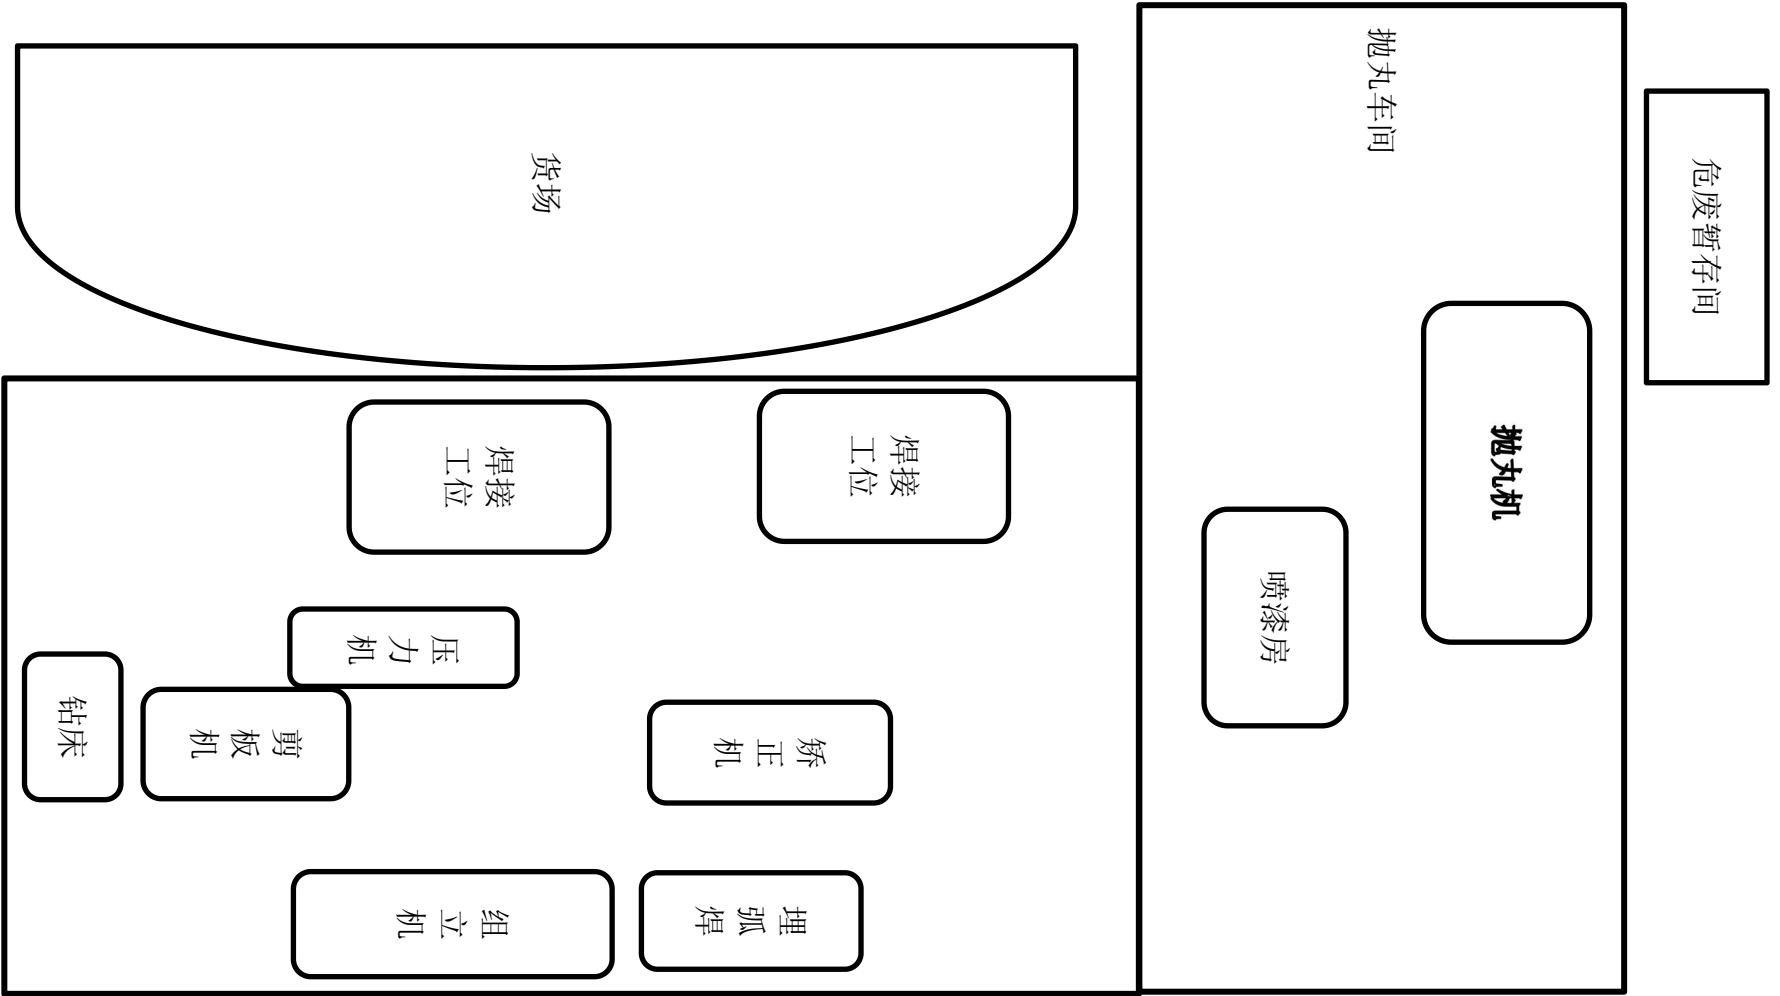 危废暂存间
抛丸车间
抛丸机
喷漆房
货场
焊接
工位
焊接
工位
矫
正
机
埋
弧
焊
压
力
机
组
立
机
剪
板
机
钻床